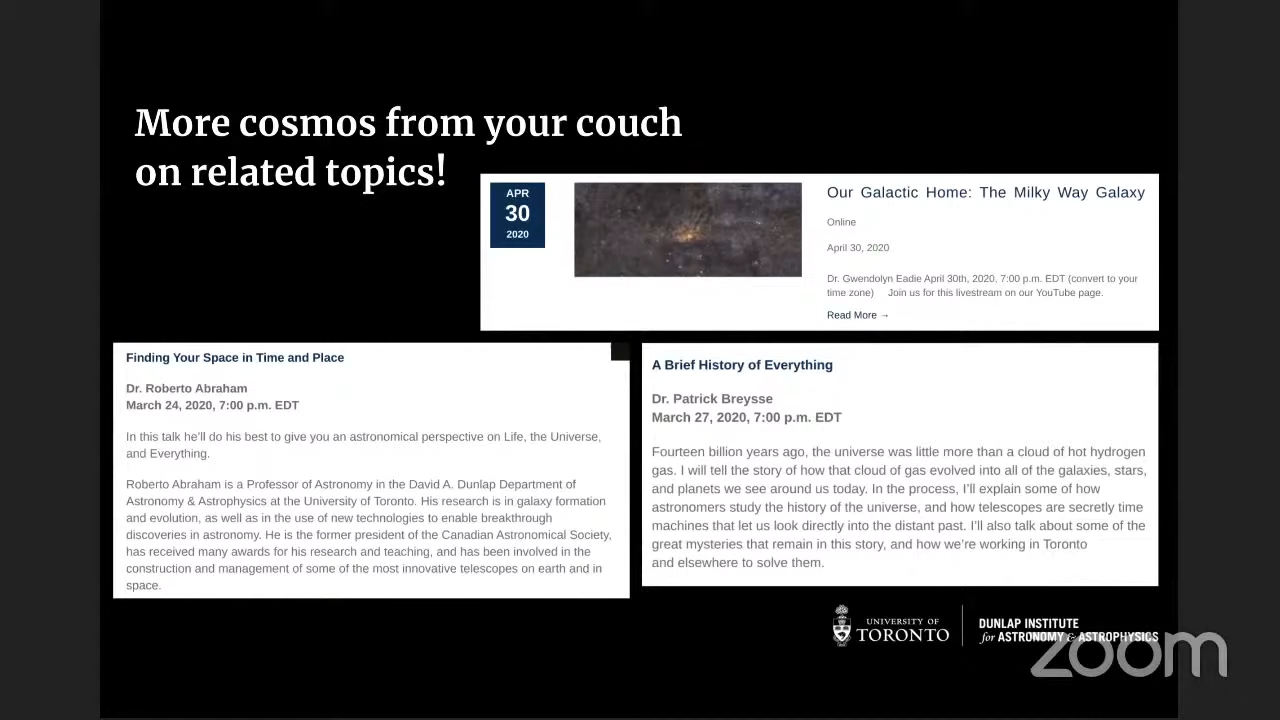 More cosmos from your couch
on related topics!
APR
30
2020
Our Galactic Home: The Milky Way Galaxy
Online
April 30, 2020
Dr. Gwendolyn Eadie April 30th, 2020, 7:00 p.m. EDT (convert to your
time zone) Join us for this livestream on our YouTube page.
Read More →
Finding Your Space in Time and Place
Dr. Roberto Abraham
March 24, 2020, 7:00 p.m. EDT
In this talk he'll do his best to give you an astronomical perspective on Life, the Universe,
and Everything.
Roberto Abraham is a Professor of Astronomy in the David A. Dunlap Department of
Astronomy & Astrophysics at the University of Toronto. His research is in galaxy formation
and evolution, as well as in the use of new technologies to enable breakthrough
discoveries in astronomy. He is the former president of the Canadian Astronomical Society,
has received many awards for his research and teaching, and has been involved in the
construction and management of some of the most innovative telescopes on earth and in
space.
A Brief History of Everything
Dr. Patrick Breysse
March 27, 2020, 7:00 p.m. EDT
Fourteen billion years ago, the universe was little more than a cloud of hot hydrogen
gas. I will tell the story of how that cloud of gas evolved into all of the galaxies, stars,
and planets we see around us today. In the process, I'll explain some of how
astronomers study the history of the universe, and how telescopes are secretly time
machines that let us look directly into the distant past. I'll also talk about some of the
great mysteries that remain in this story, and how we're working in Toronto
and elsewhere to solve them.
UNIVERSITY OF
TORONTO
DUNLAP INSTITUTE
for ASTRONOMY & ASTROPHYSICS
zoom